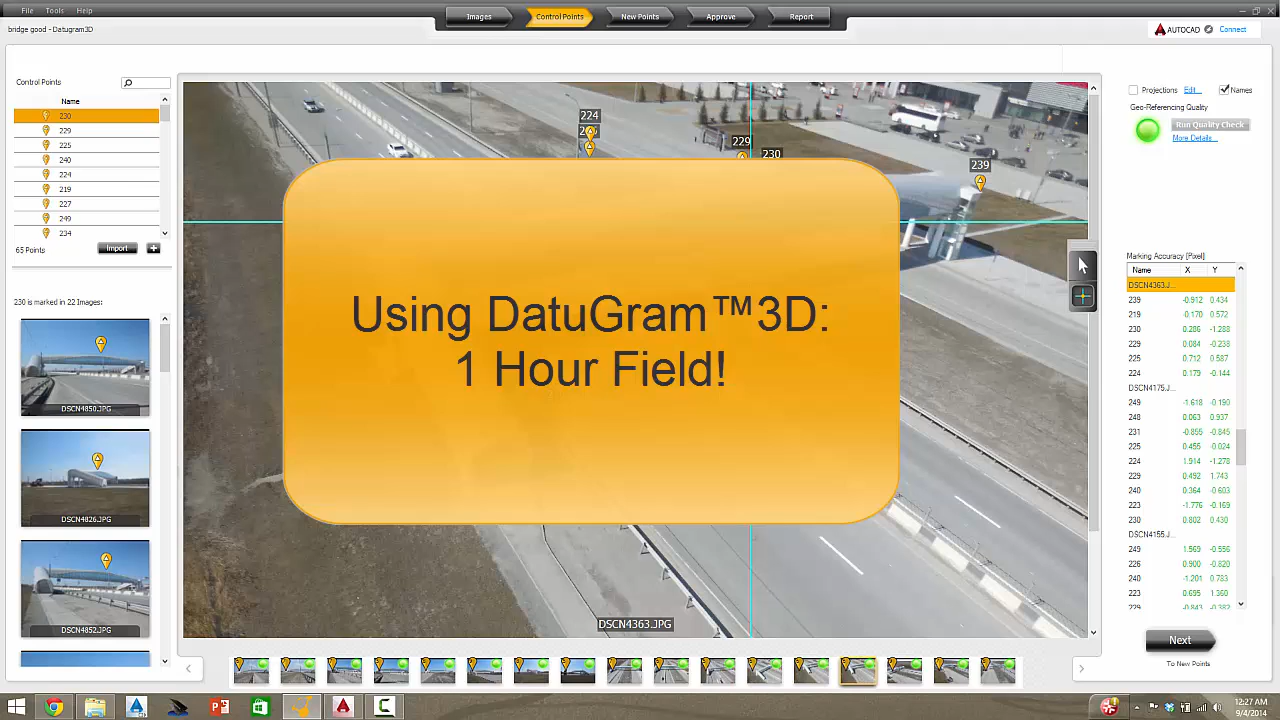 File Tools Help
Images
Control Points
New Points
Approve
Report
bridge good - Datugram3D
AUTOCAD Connect
Control Points
Name
230
229
225
240
224
219
227
249
234
65 Points
Import
230 is marked in 22 Images:
DSCN4850.JPG
DSCN4826.JPG
DSCN4852.JPG
224
229
230
239
Using DatuGram™3D:
1 Hour Field!
DSCN4363.JPG
Projections Edit... Names
Geo-Referencing Quality
Run Quality Check
More Details...
Marking Accuracy [Pixel]
Name X Y
DSCN4363.J...
239 -0.912 0.434
219 -0.170 0.572
230 0.286 -1.288
229 0.084 -0.238
225 0.712 0.587
224 0.179 -0.144
DSCN4175.J...
249 -1.618 -0.190
248 0.063 0.937
231 -0.855 -0.845
225 0.455 -0.024
224 1.914 -1.278
229 0.492 1.743
240 0.364 -0.603
223 -1.776 -0.169
230 0.802 0.430
DSCN4155.J...
249 1.569 -0.556
226 0.900 -0.820
240 -1.201 0.783
223 0.695 1.360
229 -0.843 -0.382
Next
To New Points
12:27 AM
9/4/2014